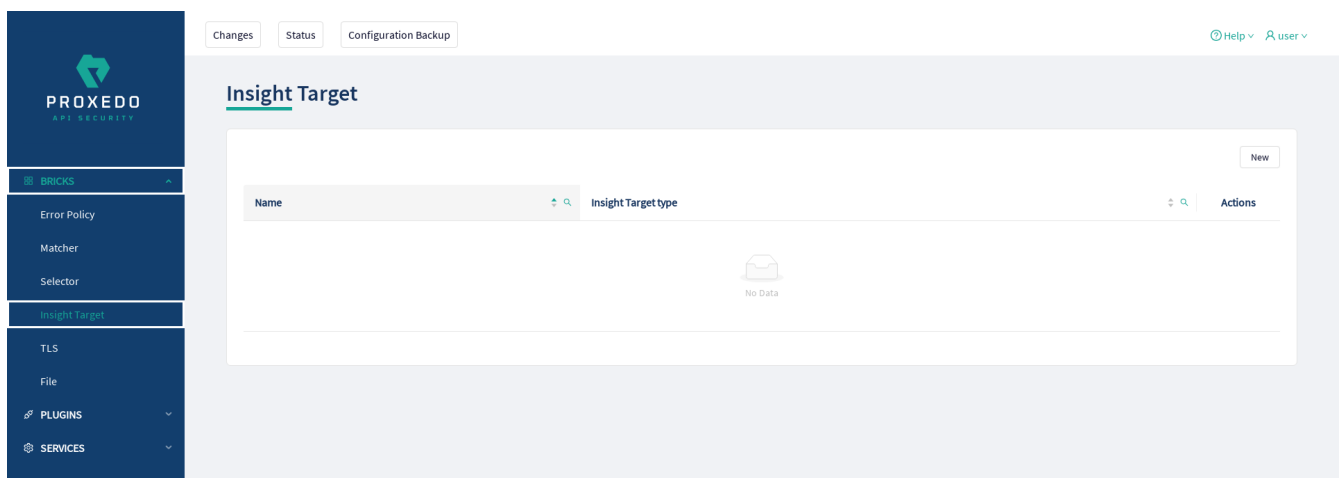 Changes Status Configuration Backup Help user
PROXEDO
API SECURITY
Insight Target
New
BRICKS
Name Insight Target type Actions
Error Policy
Matcher
Selector
No Data
Insight Target
TLS
File
PLUGINS
SERVICES